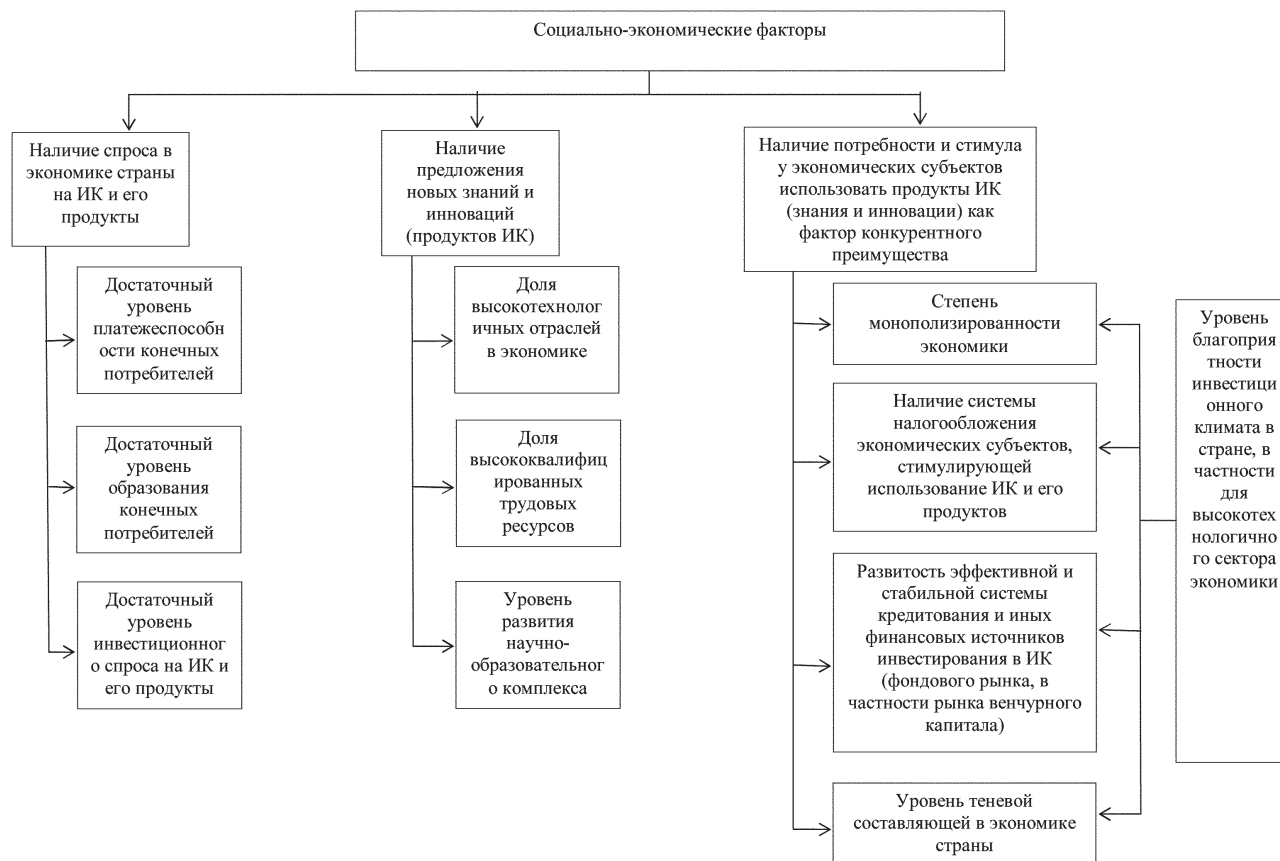 Социально-экономические факторы
Наличие спроса в
экономике страны
на ИК и его
продукты
Наличие
предложения
новых знаний и
инноваций
(продуктов ИК)
Наличие потребности и стимула
у экономических субъектов
использовать продукты ИК
(знания и инновации) как
фактор конкурентного
преимущества
Достаточный
уровень
платежеспособн
ости конечных
потребителей
Достаточный
уровень
образования
конечных
потребителей
Достаточный
уровень
инвестиционног
о спроса на ИК и
его продукты
Доля
высокотехнолог
ичных отраслей
в экономике
Доля
высококвалифиц
ированных
трудовых
ресурсов
Уровень
развития
научно-
образовательног
о комплекса
Степень
монополизированности
экономики
Наличие системы
налогообложения
экономических субъектов,
стимулирующей
использование ИК и его
продуктов
Развитость эффективной и
стабильной системы
кредитования и иных
финансовых источников
инвестирования в ИК
(фондового рынка, в
частности рынка венчурного
капитала)
Уровень теневой
составляющей в экономике
страны
Уровень
благоприя
тности
инвестици
онного
климата в
стране, в
частности
для
высокотех
нологично
го сектора
экономики